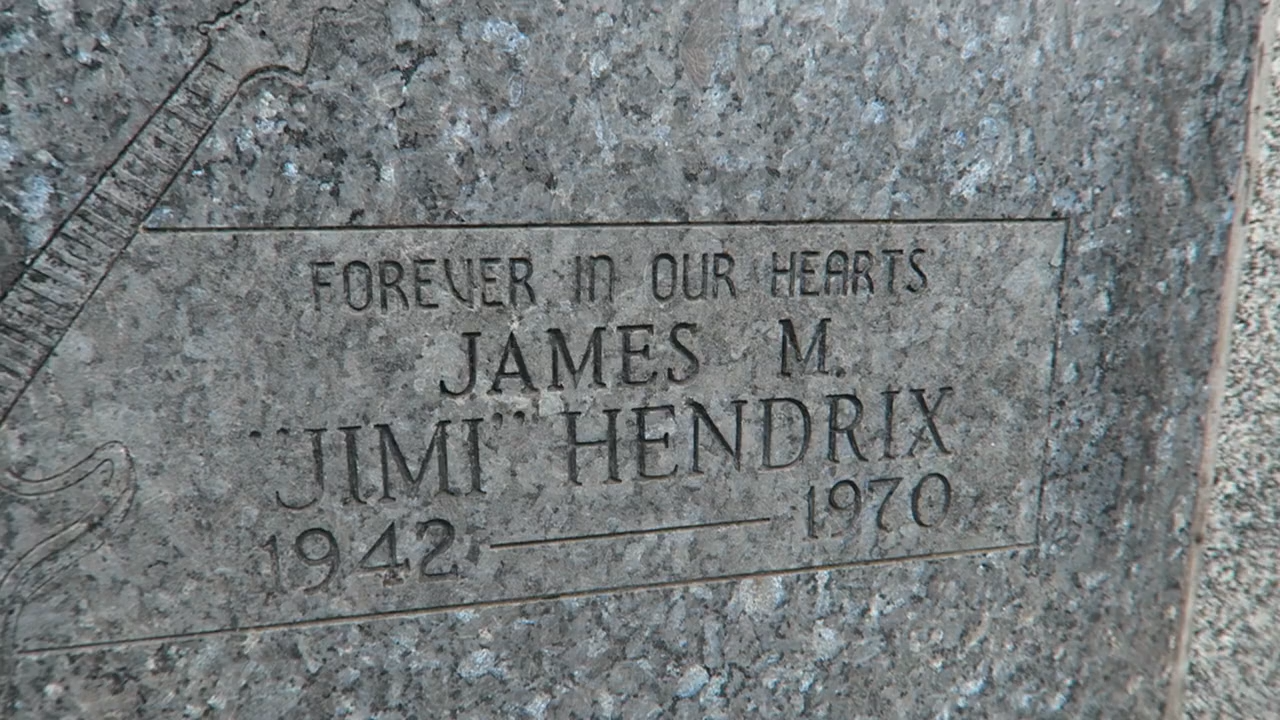 FOREVER IN OUR HEARTS
JAMES M.
"JIMI" HENDRIX
1942 — 1970